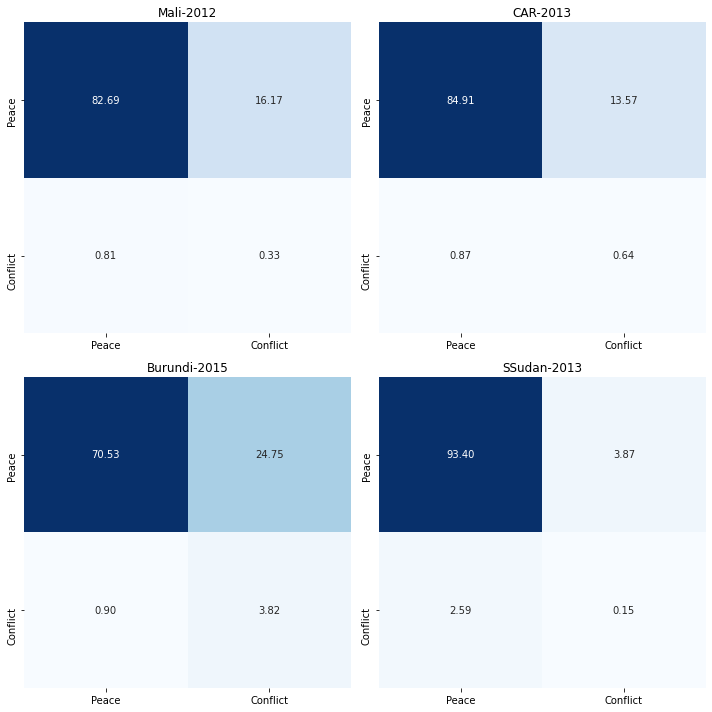 Mali-2012
Peace
82.69
16.17
Conflict
0.81
0.33
Peace
Conflict
CAR-2013
Peace
84.91
13.57
Conflict
0.87
0.64
Peace
Conflict
Burundi-2015
Peace
70.53
24.75
Conflict
0.90
3.82
Peace
Conflict
SSudan-2013
Peace
93.40
3.87
Conflict
2.59
0.15
Peace
Conflict